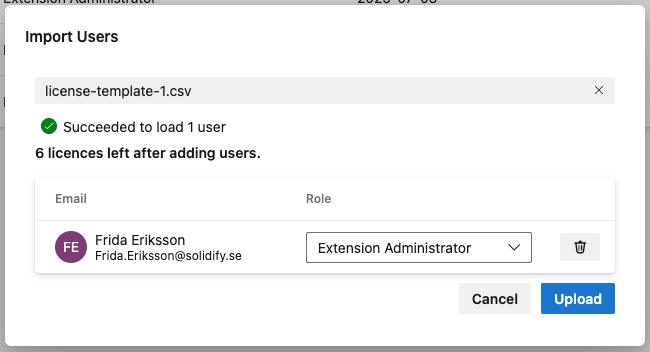 Extension Administrator 2023-07-03
Import Users
license-template-1.csv
Succeeded to load 1 user
6 licences left after adding users.
Email Role
FE Frida Eriksson
Frida.Eriksson@solidify.se
Extension Administrator
Cancel Upload